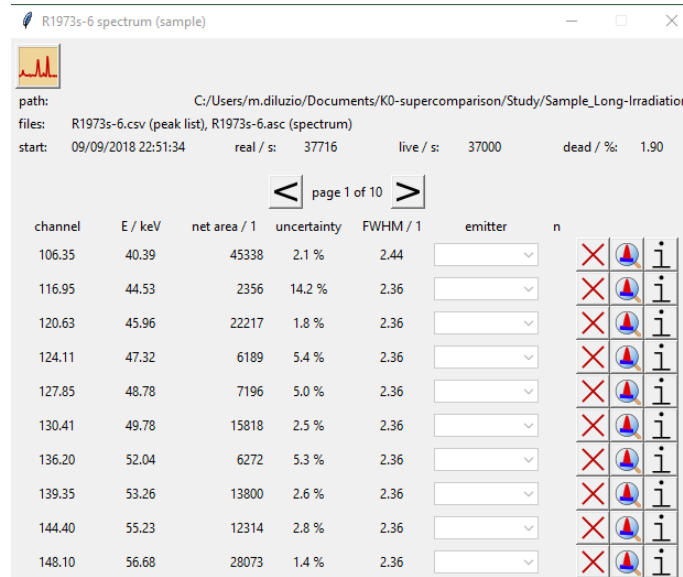 R1973s-6 spectrum (sample)
path: C:/Users/m.diluzio/Documents/K0-supercomparison/Study/Sample_Long-Irradiation
files: R1973s-6.csv (peak list), R1973s-6.asc (spectrum)
start: 09/09/2018 22:51:34 real / s: 37716 live / s: 37000 dead / %: 1.90
< page 1 of 10 >
channel E / keV net area / 1 uncertainty FWHM / 1 emitter n
106.35 40.39 45338 2.1 % 2.44 i
116.95 44.53 2356 14.2 % 2.36 i
120.63 45.96 22217 1.8 % 2.36 i
124.11 47.32 6189 5.4 % 2.36 i
127.85 48.78 7196 5.0 % 2.36 i
130.41 49.78 15818 2.5 % 2.36 i
136.20 52.04 6272 5.3 % 2.36 i
139.35 53.26 13800 2.6 % 2.36 i
144.40 55.23 12314 2.8 % 2.36 i
148.10 56.68 28073 1.4 % 2.36 i